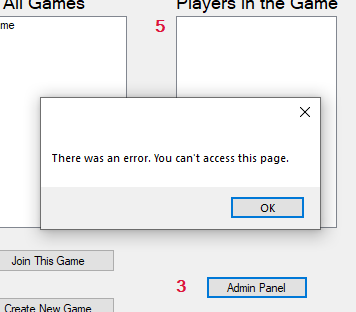 All Games
Players in the Game
me
5
There was an error. You can't access this page.
OK
Join This Game
3
Admin Panel
Create New Game